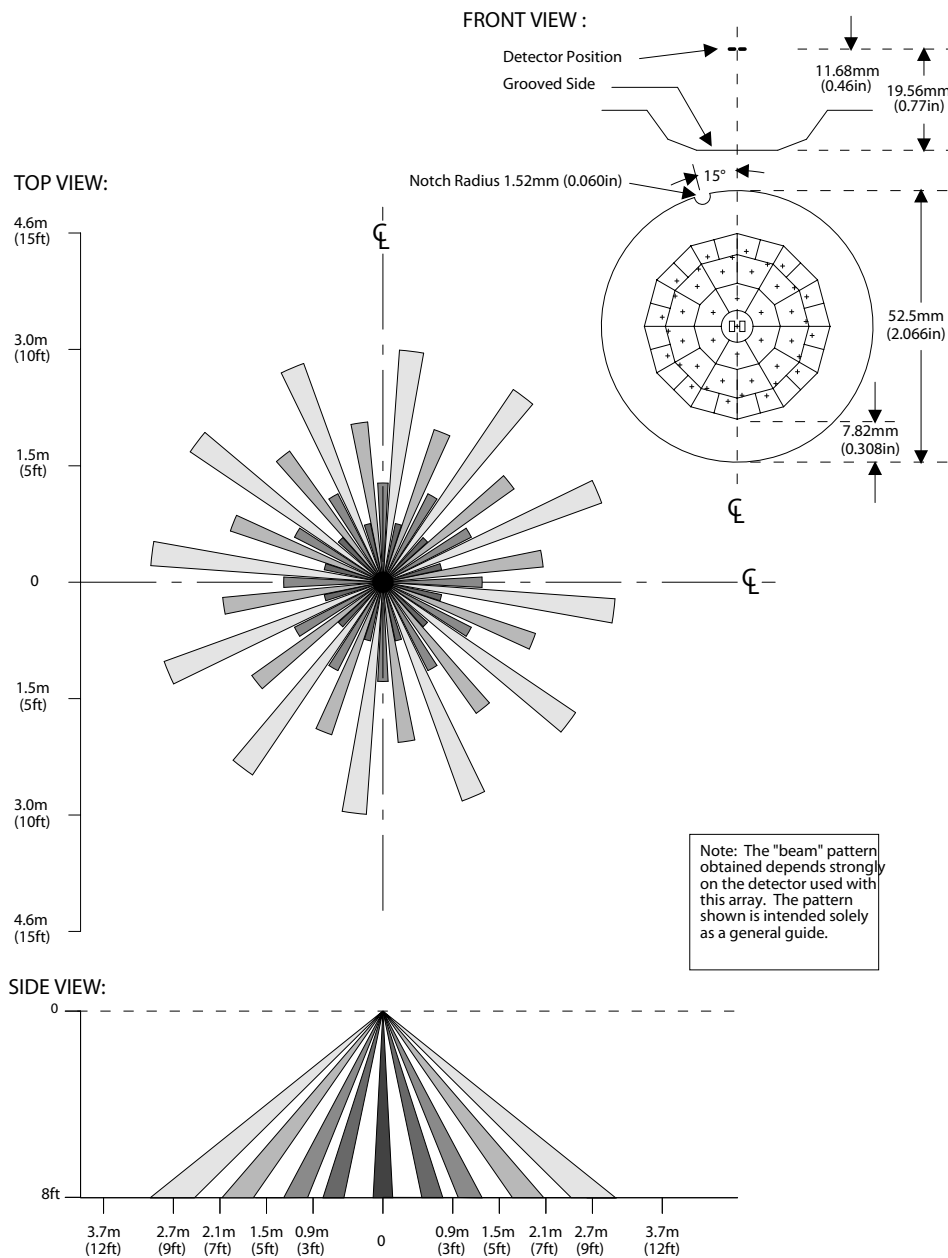 FRONT VIEW :
Detector Position
Grooved Side
11.68mm
(0.46in)
19.56mm
(0.77in)
TOP VIEW:
Notch Radius 1.52mm (0.060in)
15°
4.6m
(15ft)
℄
3.0m
(10ft)
52.5mm
(2.066in)
1.5m
(5ft)
7.82mm
(0.308in)
℄
0
℄
1.5m
(5ft)
3.0m
(10ft)
4.6m
(15ft)
Note: The "beam" pattern
obtained depends strongly
on the detector used with
this array. The pattern
shown is intended solely
as a general guide.
SIDE VIEW:
0
8ft
3.7m
(12ft)
2.7m
(9ft)
2.1m
(7ft)
1.5m
(5ft)
0.9m
(3ft)
0
0.9m
(3ft)
1.5m
(5ft)
2.1m
(7ft)
2.7m
(9ft)
3.7m
(12ft)